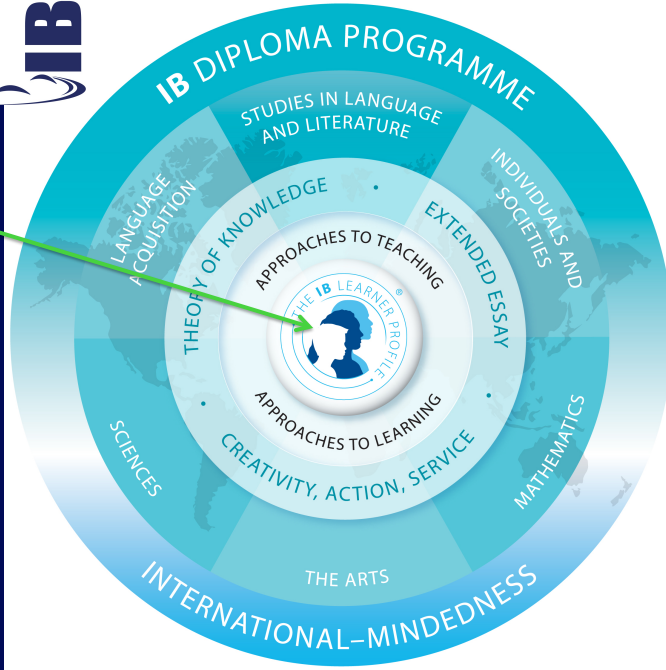 IB
IB DIPLOMA PROGRAMME
STUDIES IN LANGUAGE
AND LITERATURE
LANGUAGE
ACQUISITION
INDIVIDUALS AND
SOCIETIES
THEORY OF KNOWLEDGE
•
EXTENDED ESSAY
APPROACHES TO TEACHING
THE IB LEARNER PROFILE ®
APPROACHES TO LEARNING
•
CREATIVITY, ACTION, SERVICE
•
SCIENCES
MATHEMATICS
THE ARTS
INTERNATIONAL–MINDEDNESS